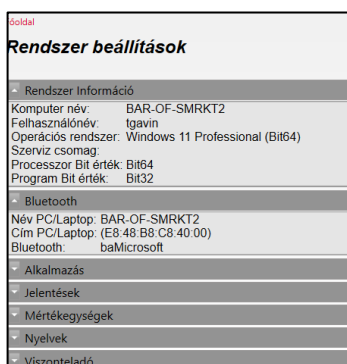 főoldal
Rendszer beállítások
Rendszer Információ
Komputer név: BAR-OF-SMRKT2
Felhasználónév: tgavin
Operációs rendszer: Windows 11 Professional (Bit64)
Szerviz csomag:
Processzor Bit érték: Bit64
Program Bit érték: Bit32
Bluetooth
Név PC/Laptop: BAR-OF-SMRKT2
Cím PC/Laptop: (E8:48:B8:C8:40:00)
Bluetooth: baMicrosoft
Alkalmazás
Jelentések
Mértékegységek
Nyelvek
Viszonteladó